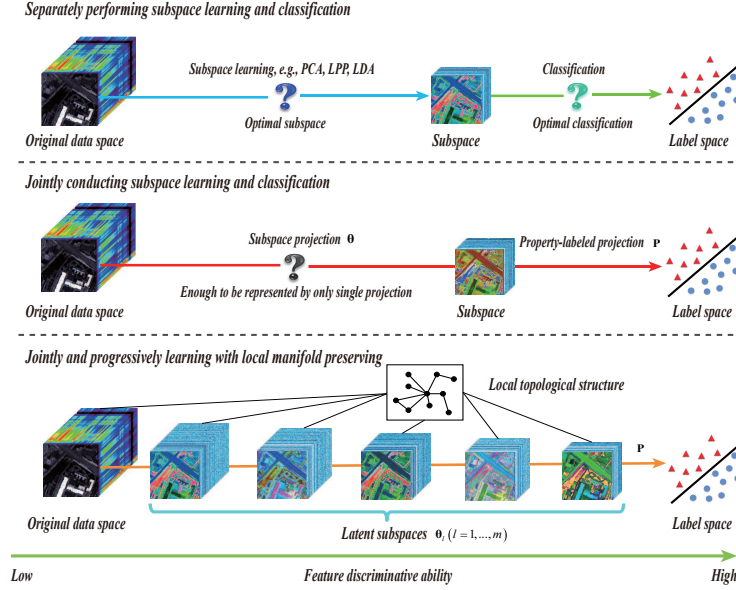 Separately performing subspace learning and classification
Subspace learning, e.g., PCA, LPP, LDA
Classification
?
?
Optimal subspace
Optimal classification
Original data space
Subspace
Label space
Jointly conducting subspace learning and classification
Subspace projection θ
Property-labeled projection P
?
Enough to be represented by only single projection
Original data space
Subspace
Label space
Jointly and progressively learning with local manifold preserving
Local topological structure
P
Original data space
Label space
Latent subspaces θ_l (l = 1,...,m)
Low
Feature discriminative ability
High